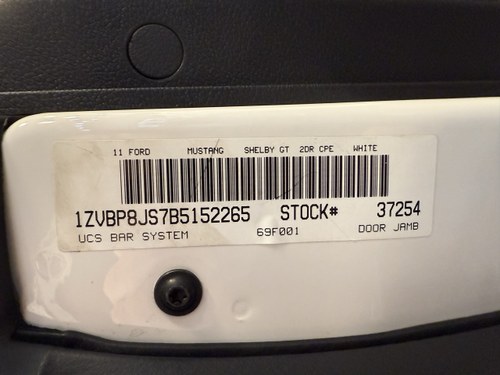 11 FORD MUSTANG SHELBY GT 2DR CPE WHITE
1ZVBP8JS7B5152265 STOCK# 37254
UCS BAR SYSTEM 69F001 DOOR JAMB